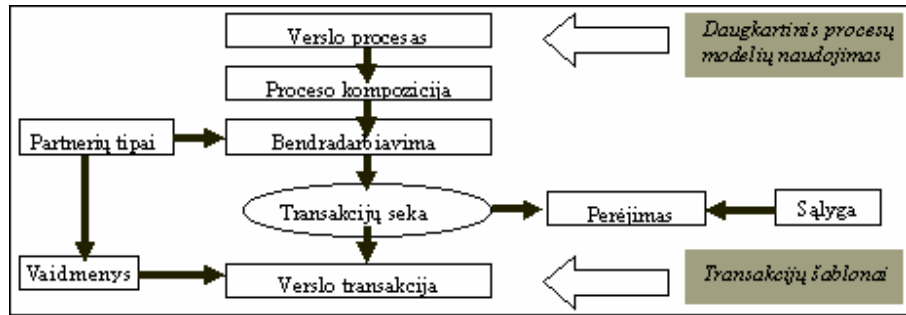 Verslo procesas
Daugkartinis procesų
modelių naudojimas
Proceso kompozicija
Partnerių tipai
Bendradarbiavima
Transakcijų seka
Perėjimas
Sąlyga
Vaidmenys
Verslo transakcija
Transakcijų šablonai